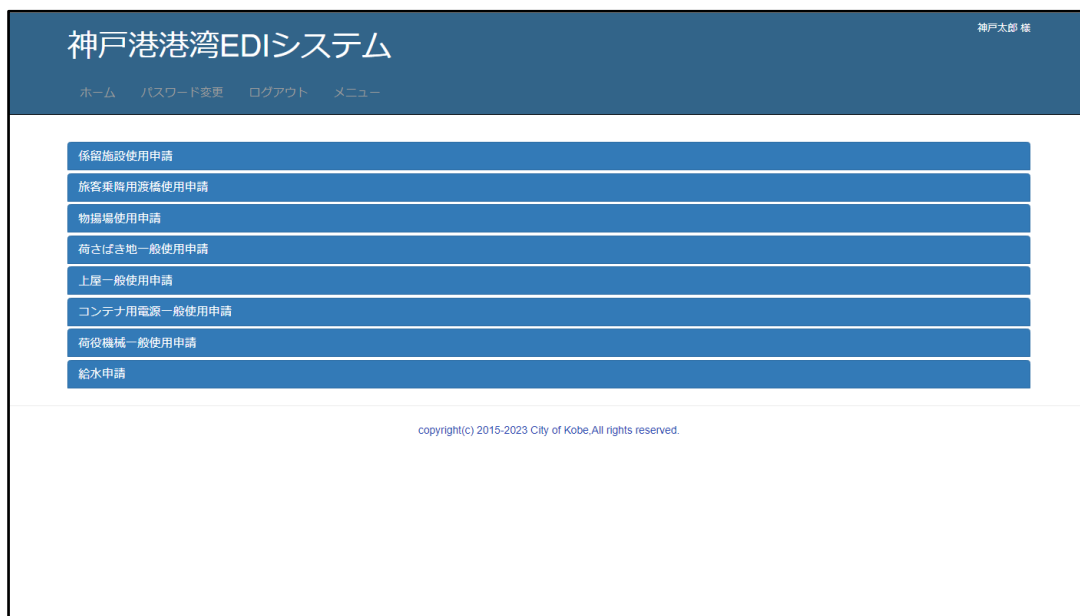 神戸太郎 様
神戸港港湾EDIシステム
ホーム パスワード変更 ログアウト メニュー
係留施設使用申請
旅客乗降用渡橋使用申請
物揚場使用申請
荷さばき地一般使用申請
上屋一般使用申請
コンテナ用電源一般使用申請
荷役機械一般使用申請
給水申請
copyright(c) 2015-2023 City of Kobe,All rights reserved.